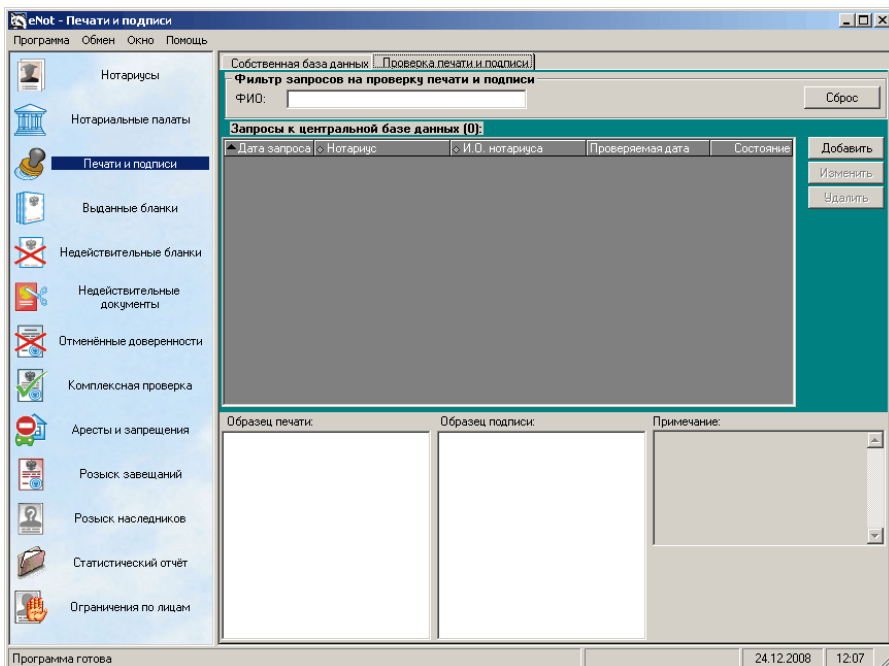 eNot - Печати и подписи
Программа Обмен Окно Помощь
Нотариусы
Нотариальные палаты
Печати и подписи
Выданные бланки
Недействительные бланки
Недействительные
документы
Отменённые доверенности
Комплексная проверка
Аресты и запрещения
Розыск завещаний
Розыск наследников
Статистический отчёт
Ограничения по лицам
Собственная база данных Проверка печати и подписи
Фильтр запросов на проверку печати и подписи
ФИО:
Сброс
Запросы к центральной базе данных (0):
Дата запроса Нотариус И.О. нотариуса Проверяемая дата Состояние
Добавить
Изменить
Удалить
Образец печати: Образец подписи: Примечание:
Программа готова 24.12.2008 12:07